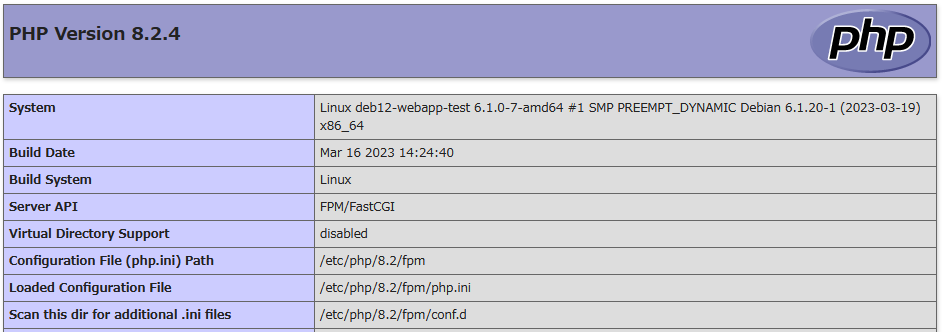 PHP Version 8.2.4
php
System
Linux deb12-webapp-test 6.1.0-7-amd64 #1 SMP PREEMPT_DYNAMIC Debian 6.1.20-1 (2023-03-19)
x86_64
Build Date
Mar 16 2023 14:24:40
Build System
Linux
Server API
FPM/FastCGI
Virtual Directory Support
disabled
Configuration File (php.ini) Path
/etc/php/8.2/fpm
Loaded Configuration File
/etc/php/8.2/fpm/php.ini
Scan this dir for additional .ini files
/etc/php/8.2/fpm/conf.d